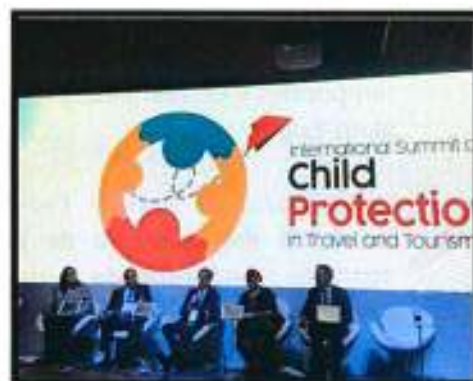 International Summit o
Child
Protectio
in Travel and Tourism